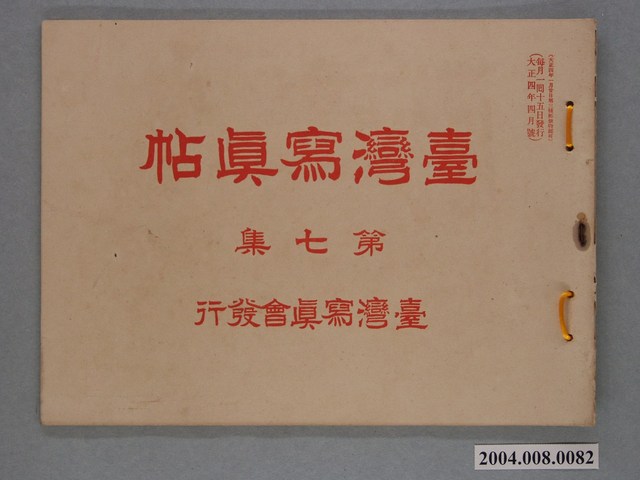 臺灣寫眞帖
第七集
臺灣寫眞會發行
每月一回十五日發行
大正四年四月號
2004.008.0082